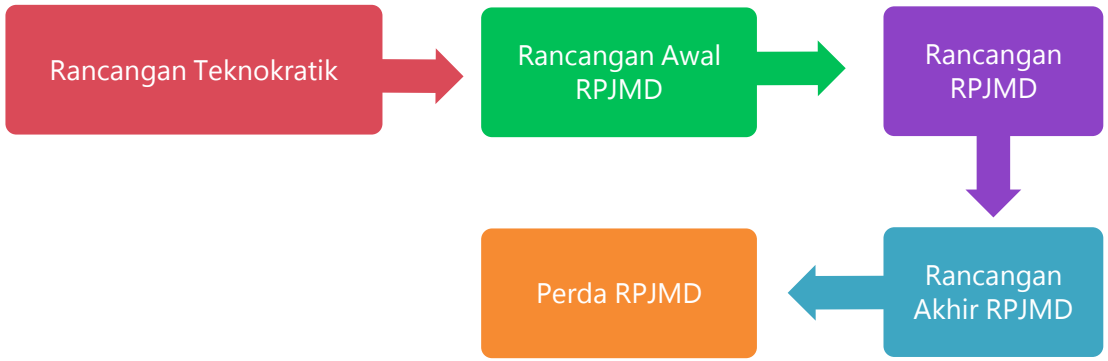 Rancangan Teknokratik
Rancangan Awal
RPJMD
Rancangan
RPJMD
Rancangan
Akhir RPJMD
Perda RPJMD